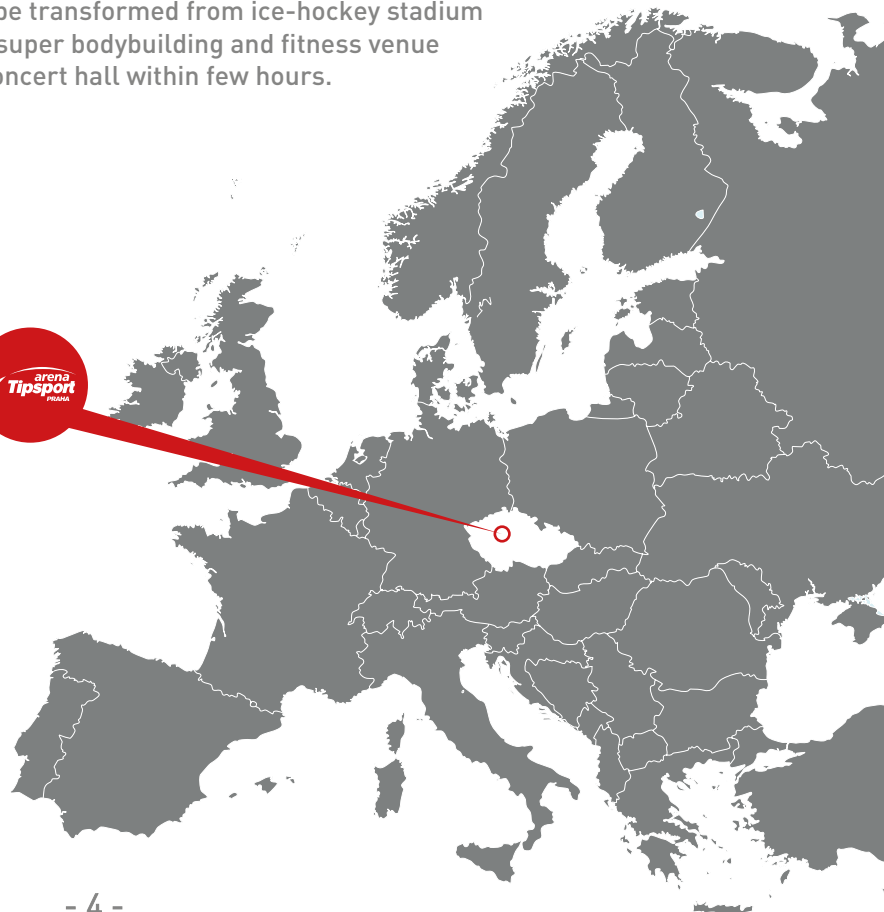 be transformed from ice-hockey stadium
super bodybuilding and fitness venue
oncert hall within few hours.
arena
Tipsport
PRAHA
- 4 -